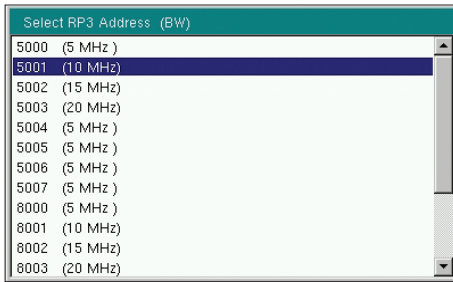 Select RP3 Address (BW)
5000 (5 MHz )
5001 (10 MHz)
5002 (15 MHz)
5003 (20 MHz)
5004 (5 MHz )
5005 (5 MHz )
5006 (5 MHz )
5007 (5 MHz )
8000 (5 MHz )
8001 (10 MHz)
8002 (15 MHz)
8003 (20 MHz)